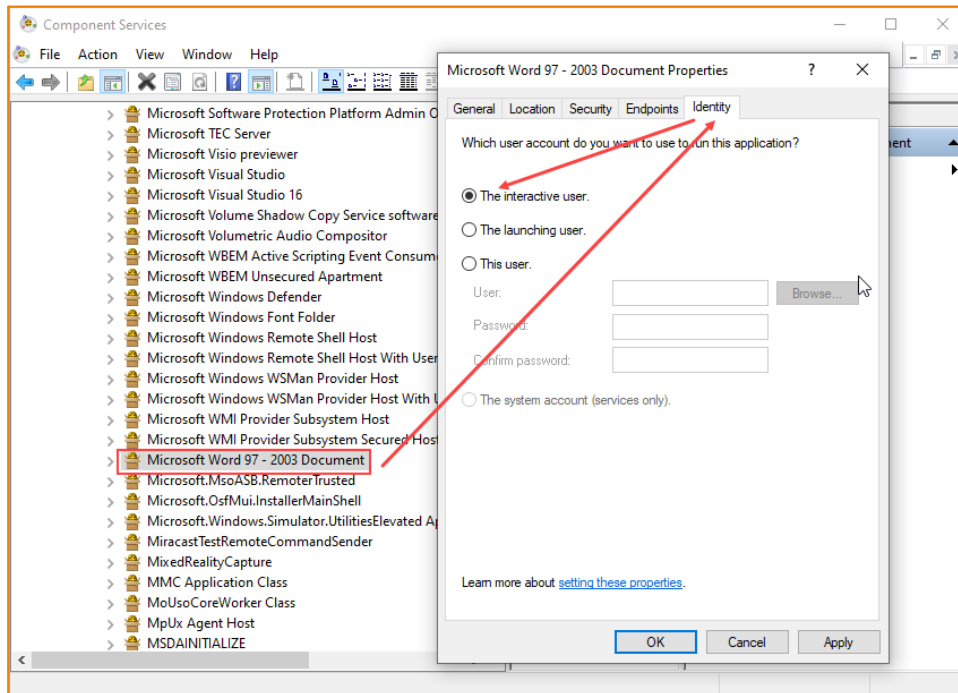 Component Services
File Action View Window Help
Microsoft Software Protection Platform Admin O
Microsoft TEC Server
Microsoft Visio previewer
Microsoft Visual Studio
Microsoft Visual Studio 16
Microsoft Volume Shadow Copy Service software
Microsoft Volumetric Audio Compositor
Microsoft WBEM Active Scripting Event Consum
Microsoft WBEM Unsecured Apartment
Microsoft Windows Defender
Microsoft Windows Font Folder
Microsoft Windows Remote Shell Host
Microsoft Windows Remote Shell Host With User
Microsoft Windows WSMan Provider Host
Microsoft Windows WSMan Provider Host With U
Microsoft WMI Provider Subsystem Host
Microsoft WMI Provider Subsystem Secured Host
Microsoft Word 97 - 2003 Document
Microsoft.MsoASB.RemoterTrusted
Microsoft.OsfMui.InstallerMainShell
Microsoft.Windows.Simulator.UtilitiesElevated Ap
MiracastTestRemoteCommandSender
MixedRealityCapture
MMC Application Class
MoUsoCoreWorker Class
MpUx Agent Host
MSDAINITIALIZE
Microsoft Word 97 - 2003 Document Properties
General Location Security Endpoints Identity
Which user account do you want to use to run this application?
The interactive user.
The launching user.
This user.
User:
Browse...
Password:
Confirm password:
The system account (services only).
Learn more about setting these properties.
OK Cancel Apply
ent